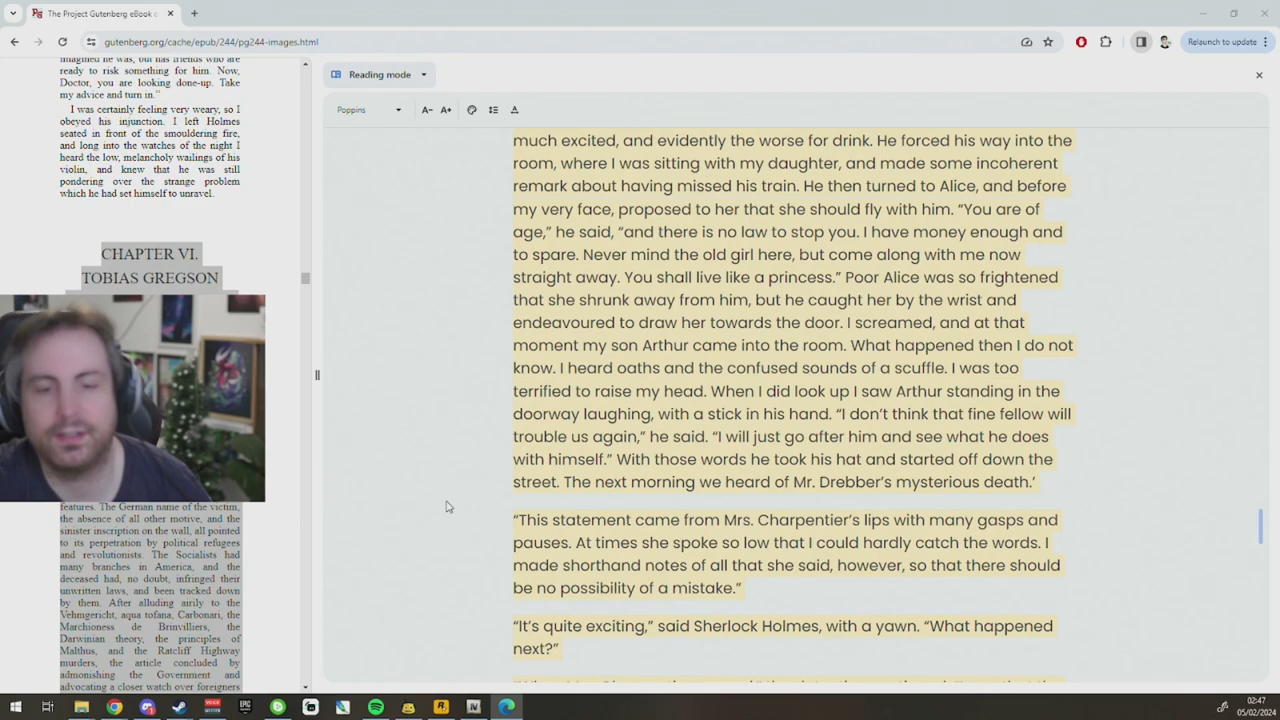 The Project Gutenberg eBook o
gutenberg.org/cache/epub/244/pg244-images.html
Relaunch to update
imagined he was, but has friends who are
ready to risk something for him. Now,
Doctor, you are looking done-up. Take
my advice and turn in.”
I was certainly feeling very weary, so I
obeyed his injunction. I left Holmes
seated in front of the smouldering fire,
and long into the watches of the night I
heard the low, melancholy wailings of his
violin, and knew that he was still
pondering over the strange problem
which he had set himself to unravel.
CHAPTER VI.
TOBIAS GREGSON
features. The German name of the victim,
the absence of all other motive, and the
sinister inscription on the wall, all pointed
to its perpetration by political refugees
and revolutionists. The Socialists had
many branches in America, and the
deceased had, no doubt, infringed their
unwritten laws, and been tracked down
by them. After alluding airily to the
Vehmgericht, aqua tofana, Carbonari, the
Marchioness de Brinvilliers, the
Darwinian theory, the principles of
Malthus, and the Ratcliff Highway
murders, the article concluded by
admonishing the Government and
advocating a closer watch over foreigners
Reading mode
Poppins
A- A+
much excited, and evidently the worse for drink. He forced his way into the
room, where I was sitting with my daughter, and made some incoherent
remark about having missed his train. He then turned to Alice, and before
my very face, proposed to her that she should fly with him. “You are of
age,” he said, “and there is no law to stop you. I have money enough and
to spare. Never mind the old girl here, but come along with me now
straight away. You shall live like a princess.” Poor Alice was so frightened
that she shrunk away from him, but he caught her by the wrist and
endeavoured to draw her towards the door. I screamed, and at that
moment my son Arthur came into the room. What happened then I do not
know. I heard oaths and the confused sounds of a scuffle. I was too
terrified to raise my head. When I did look up I saw Arthur standing in the
doorway laughing, with a stick in his hand. “I don’t think that fine fellow will
trouble us again,” he said. “I will just go after him and see what he does
with himself.” With those words he took his hat and started off down the
street. The next morning we heard of Mr. Drebber’s mysterious death.’
“This statement came from Mrs. Charpentier’s lips with many gasps and
pauses. At times she spoke so low that I could hardly catch the words. I
made shorthand notes of all that she said, however, so that there should
be no possibility of a mistake.”
“It’s quite exciting,” said Sherlock Holmes, with a yawn. “What happened
next?”
02:47
05/02/2024